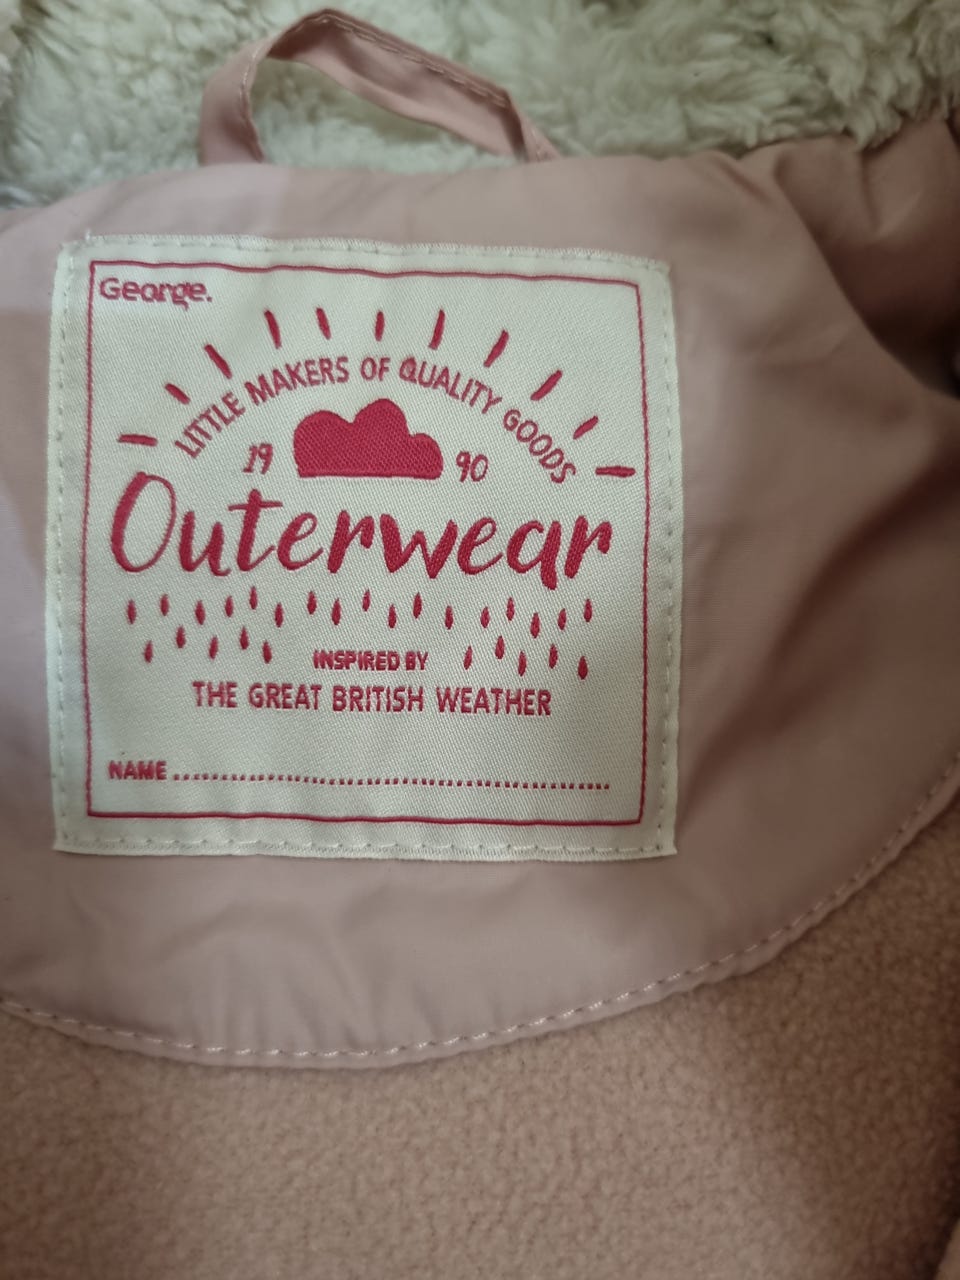 George.
LITTLE MAKERS OF QUALITY GOODS
19 90
Outerwear
INSPIRED BY
THE GREAT BRITISH WEATHER
NAME................................................